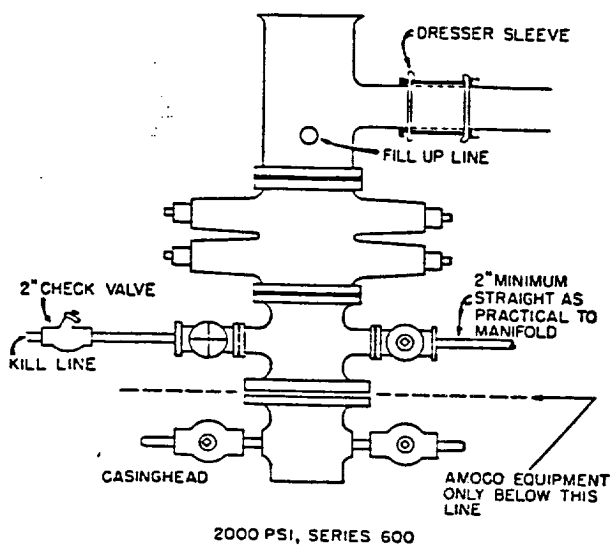 DRESSER SLEEVE
FILL UP LINE
2" CHECK VALVE
KILL LINE
2" MINIMUM
STRAIGHT AS
PRACTICAL TO
MANIFOLD
CASINGHEAD
AMOCO EQUIPMENT
ONLY BELOW THIS
LINE
2000 PSI, SERIES 600